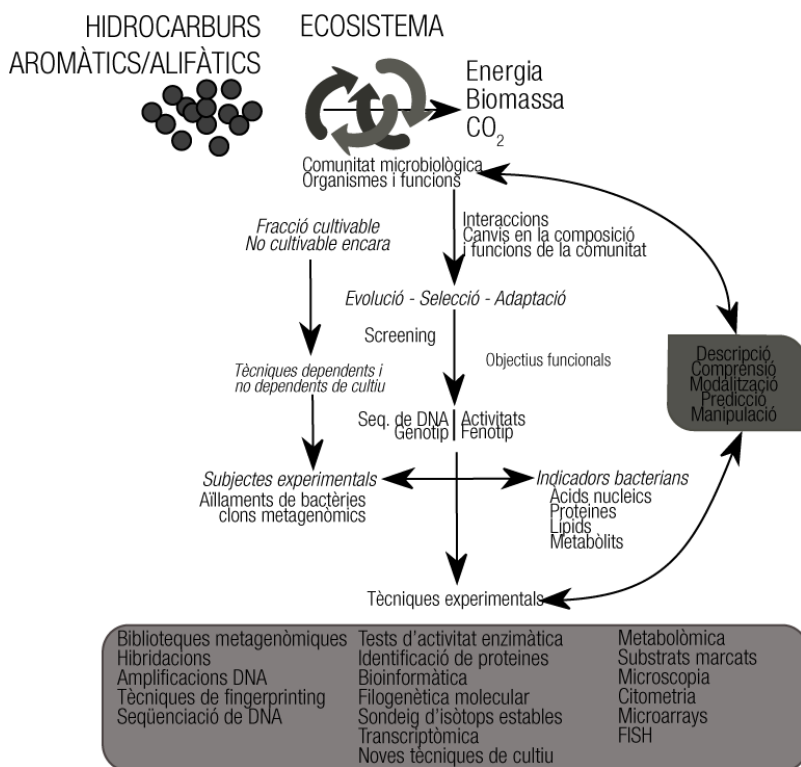 HIDROCARBURS
AROMÀTICS/ALIFÀTICS
ECOSISTEMA
Energia
Biomassa
CO₂
Comunitat microbiològica
Organismes i funcions
Interaccions
Canvis en la composició
i funcions de la comunitat
Fracció cultivable
No cultivable encara
Evolució - Selecció - Adaptació
Screening
Objectius funcionals
Tècniques dependents i
no dependents de cultiu
Descripció
Comprensió
Modalització
Predicció
Manipulació
Seq. de DNA
Genotip
Activitats
Fenotip
Subjectes experimentals
Aïllaments de bactèries
clons metagenòmics
Indicadors bacterians
Àcids nucleics
Proteines
Lípids
Metabòlits
Tècniques experimentals
Biblioteques metagenòmiques
Hibridacions
Amplificacions DNA
Tècniques de fingerprinting
Seqüenciació de DNA
Tests d'activitat enzimàtica
Identificació de proteines
Bioinformàtica
Filogenètica molecular
Sondeig d'isòtops estables
Transcriptòmica
Noves tècniques de cultiu
Metabolòmica
Substrats marcats
Microscopia
Citometria
Microarrays
FISH